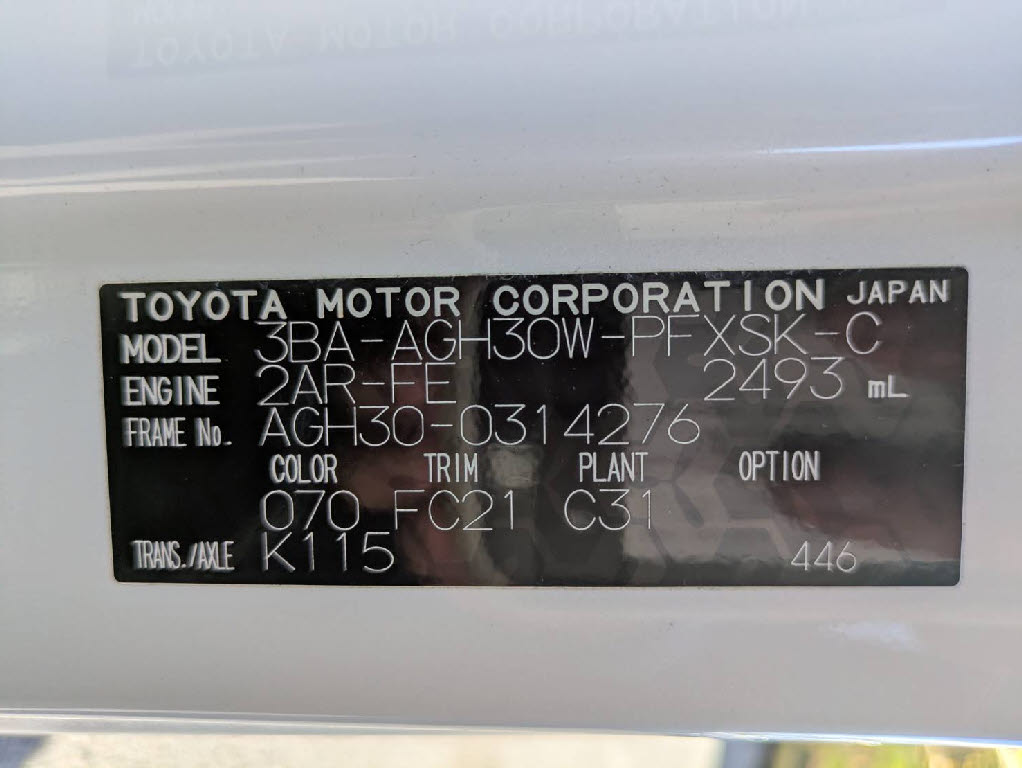 TOYOTA MOTOR CORPORATION JAPAN
MODEL 3BA-AGH30W-PFXSK-C
ENGINE 2AR-FE 2493 mL
FRAME No. AGH30-0314276
COLOR TRIM PLANT OPTION
070 FC21 C31
TRANS./AXLE K115 446